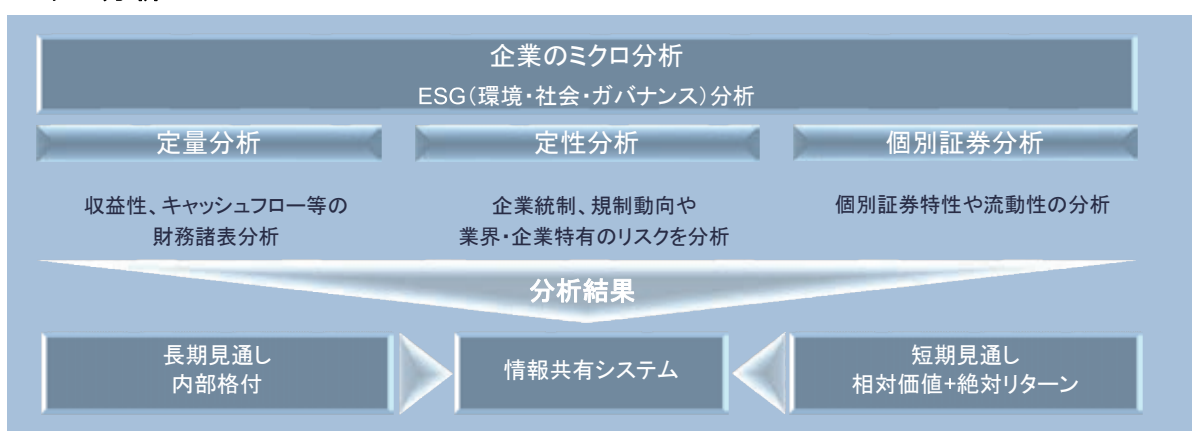 企業のミクロ分析
ESG(環境・社会・ガバナンス)分析
定量分析
定性分析
個別証券分析
収益性、キャッシュフロー等の
財務諸表分析
企業統制、規制動向や
業界・企業特有のリスクを分析
個別証券特性や流動性の分析
分析結果
長期見通し
内部格付
情報共有システム
短期見通し
相対価値+絶対リターン